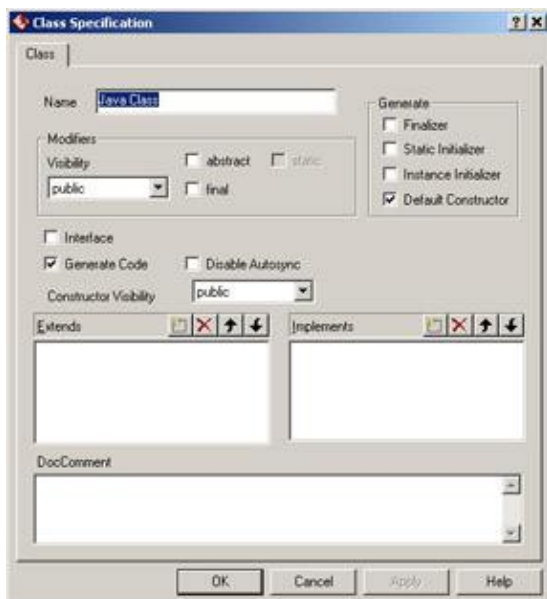 Class Specification
Class
Name Java Class
Generate
Finalizer
Static Initializer
Instance Initializer
Default Constructor
Modifiers
Visibility
public
abstract
static
final
Interface
Generate Code
Disable Autosync
Constructor Visibility
public
Extends
Implements
DocComment
OK
Cancel
Apply
Help